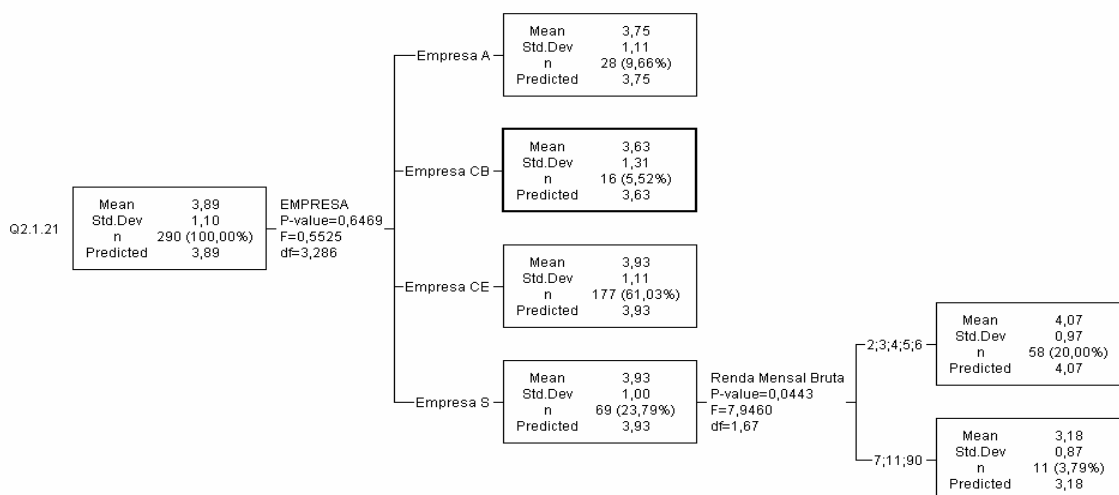 Q2.1.21
Mean 3,89
Std.Dev 1,10
n 290 (100,00%)
Predicted 3,89
EMPRESA
P-value=0,6469
F=0,5525
df=3,286
Empresa A
Mean 3,75
Std.Dev 1,11
n 28 (9,66%)
Predicted 3,75
Empresa CB
Mean 3,63
Std.Dev 1,31
n 16 (5,52%)
Predicted 3,63
Empresa CE
Mean 3,93
Std.Dev 1,11
n 177 (61,03%)
Predicted 3,93
Empresa S
Mean 3,93
Std.Dev 1,00
n 69 (23,79%)
Predicted 3,93
Renda Mensal Bruta
P-value=0,0443
F=7,9460
df=1,67
2;3;4;5;6
Mean 4,07
Std.Dev 0,97
n 58 (20,00%)
Predicted 4,07
7;11;90
Mean 3,18
Std.Dev 0,87
n 11 (3,79%)
Predicted 3,18